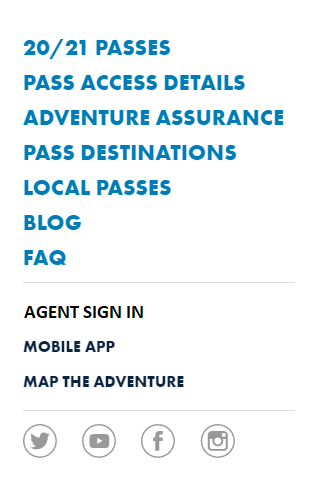 20/21 PASSES
PASS ACCESS DETAILS
ADVENTURE ASSURANCE
PASS DESTINATIONS
LOCAL PASSES
BLOG
FAQ
AGENT SIGN IN
MOBILE APP
MAP THE ADVENTURE